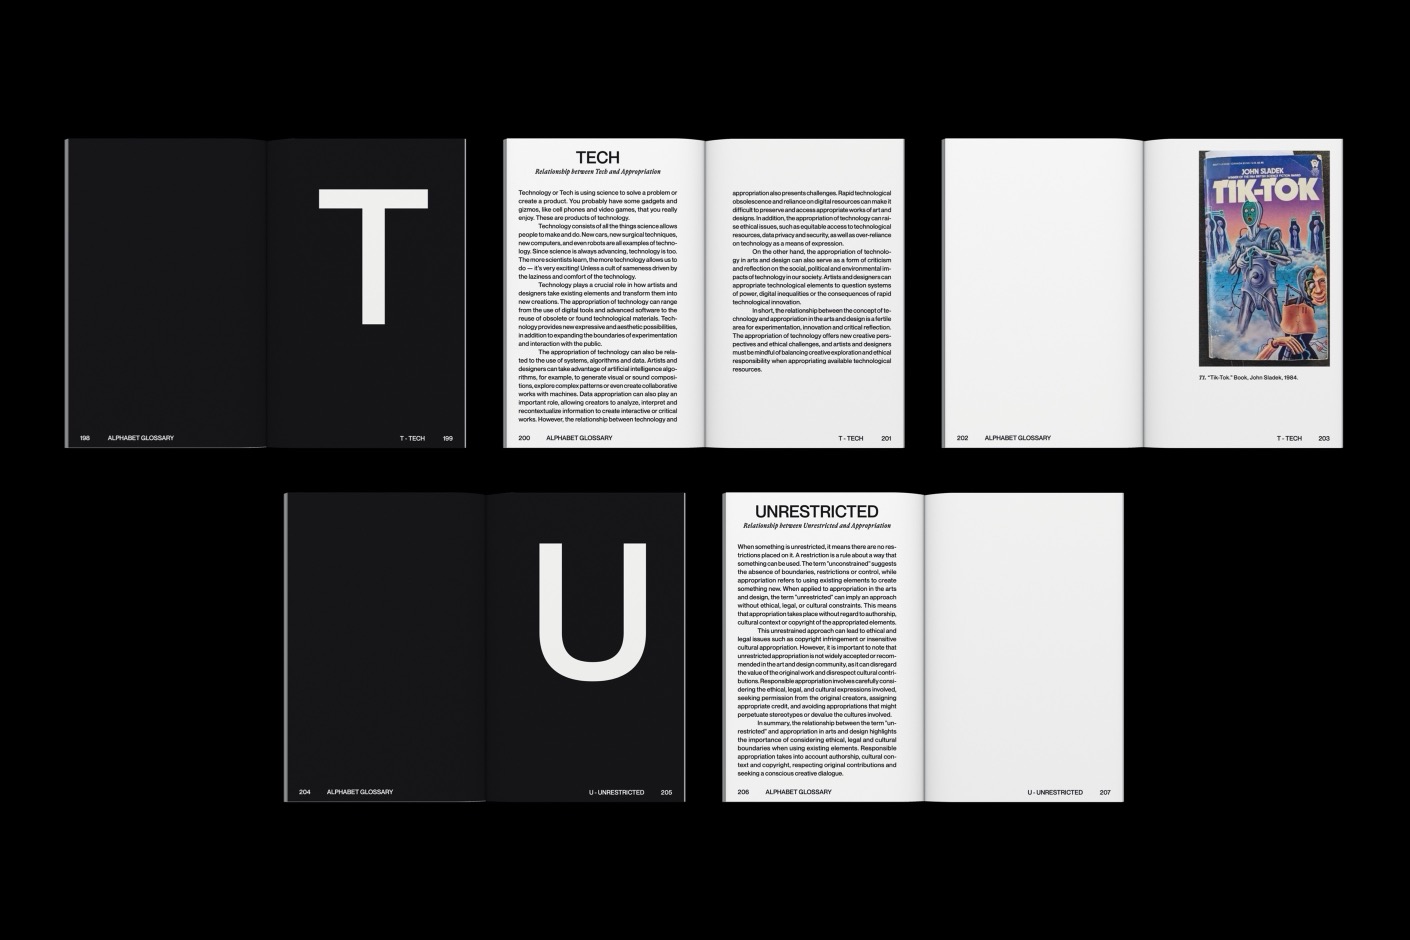 T
198 ALPHABET GLOSSARY
T - TECH 199
TECH
Relationship between Tech and Appropriation
Technology or Tech is using science to solve a problem or
create a product. You probably have some gadgets and
gizmos, like cell phones and video games, that you really
enjoy. These are products of technology.
Technology consists of all the things science allows
people to make and do. New cars, new surgical techniques,
new computers, and even robots are all examples of techno-
logy. Since science is always advancing, technology is too.
The more scientists learn, the more technology allows us to
do — it's very exciting! Unless a cult of sameness driven by
the laziness and comfort of the technology.
Technology plays a crucial role in how artists and
designers take existing elements and transform them into
new creations. The appropriation of technology can range
from the use of digital tools and advanced software to the
reuse of obsolete or found technological materials. Tech-
nology provides new expressive and aesthetic possibilities,
in addition to expanding the boundaries of experimentation
and interaction with the public.
The appropriation of technology can also be rela-
ted to the use of systems, algorithms and data. Artists and
designers can take advantage of artificial intelligence algo-
rithms, for example, to generate visual or sound composi-
tions, explore complex patterns or even create collaborative
works with machines. Data appropriation can also play an
important role, allowing creators to analyze, interpret and
recontextualize information to create interactive or critical
works. However, the relationship between technology and
200 ALPHABET GLOSSARY
appropriation also presents challenges. Rapid technological
obsolescence and reliance on digital resources can make it
difficult to preserve and access appropriate works of art and
designs. In addition, the appropriation of technology can rai-
se ethical issues, such as equitable access to technological
resources, data privacy and security, as well as over-reliance
on technology as a means of expression.
On the other hand, the appropriation of technolo-
gy in arts and design can also serve as a form of criticism
and reflection on the social, political and environmental im-
pacts of technology in our society. Artists and designers can
appropriate technological elements to question systems
of power, digital inequalities or the consequences of rapid
technological innovation.
In short, the relationship between the concept of te-
chnology and appropriation in the arts and design is a fertile
area for experimentation, innovation and critical reflection.
The appropriation of technology offers new creative pers-
pectives and ethical challenges, and artists and designers
must be mindful of balancing creative exploration and ethical
responsibility when appropriating available technological
resources.
T - TECH 201
JOHN SLADEK
TIK-TOK
T1. "Tik-Tok." Book, John Sladek, 1984.
202 ALPHABET GLOSSARY
T - TECH 203
U
204 ALPHABET GLOSSARY
U - UNRESTRICTED 205
UNRESTRICTED
Relationship between Unrestricted and Appropriation
When something is unrestricted, it means there are no res-
trictions placed on it. A restriction is a rule about a way that
something can be used. The term "unconstrained" suggests
the absence of boundaries, restrictions or control, while
appropriation refers to using existing elements to create
something new. When applied to appropriation in the arts
and design, the term "unrestricted" can imply an approach
without ethical, legal, or cultural constraints. This means
that appropriation takes place without regard to authorship,
cultural context or copyright of the appropriated elements.
This unrestrained approach can lead to ethical and
legal issues such as copyright infringement or insensitive
cultural appropriation. However, it is important to note that
unrestricted appropriation is not widely accepted or recom-
mended in the art and design community, as it can disregard
the value of the original work and disrespect cultural contri-
butions. Responsible appropriation involves carefully consi-
dering the ethical, legal, and cultural expressions involved,
seeking permission from the original creators, assigning
appropriate credit, and avoiding appropriations that might
perpetuate stereotypes or devalue the cultures involved.
In summary, the relationship between the term "un-
restricted" and appropriation in arts and design highlights
the importance of considering ethical, legal and cultural
boundaries when using existing elements. Responsible
appropriation takes into account authorship, cultural con-
text and copyright, respecting original contributions and
seeking a conscious creative dialogue.
206 ALPHABET GLOSSARY
U - UNRESTRICTED 207